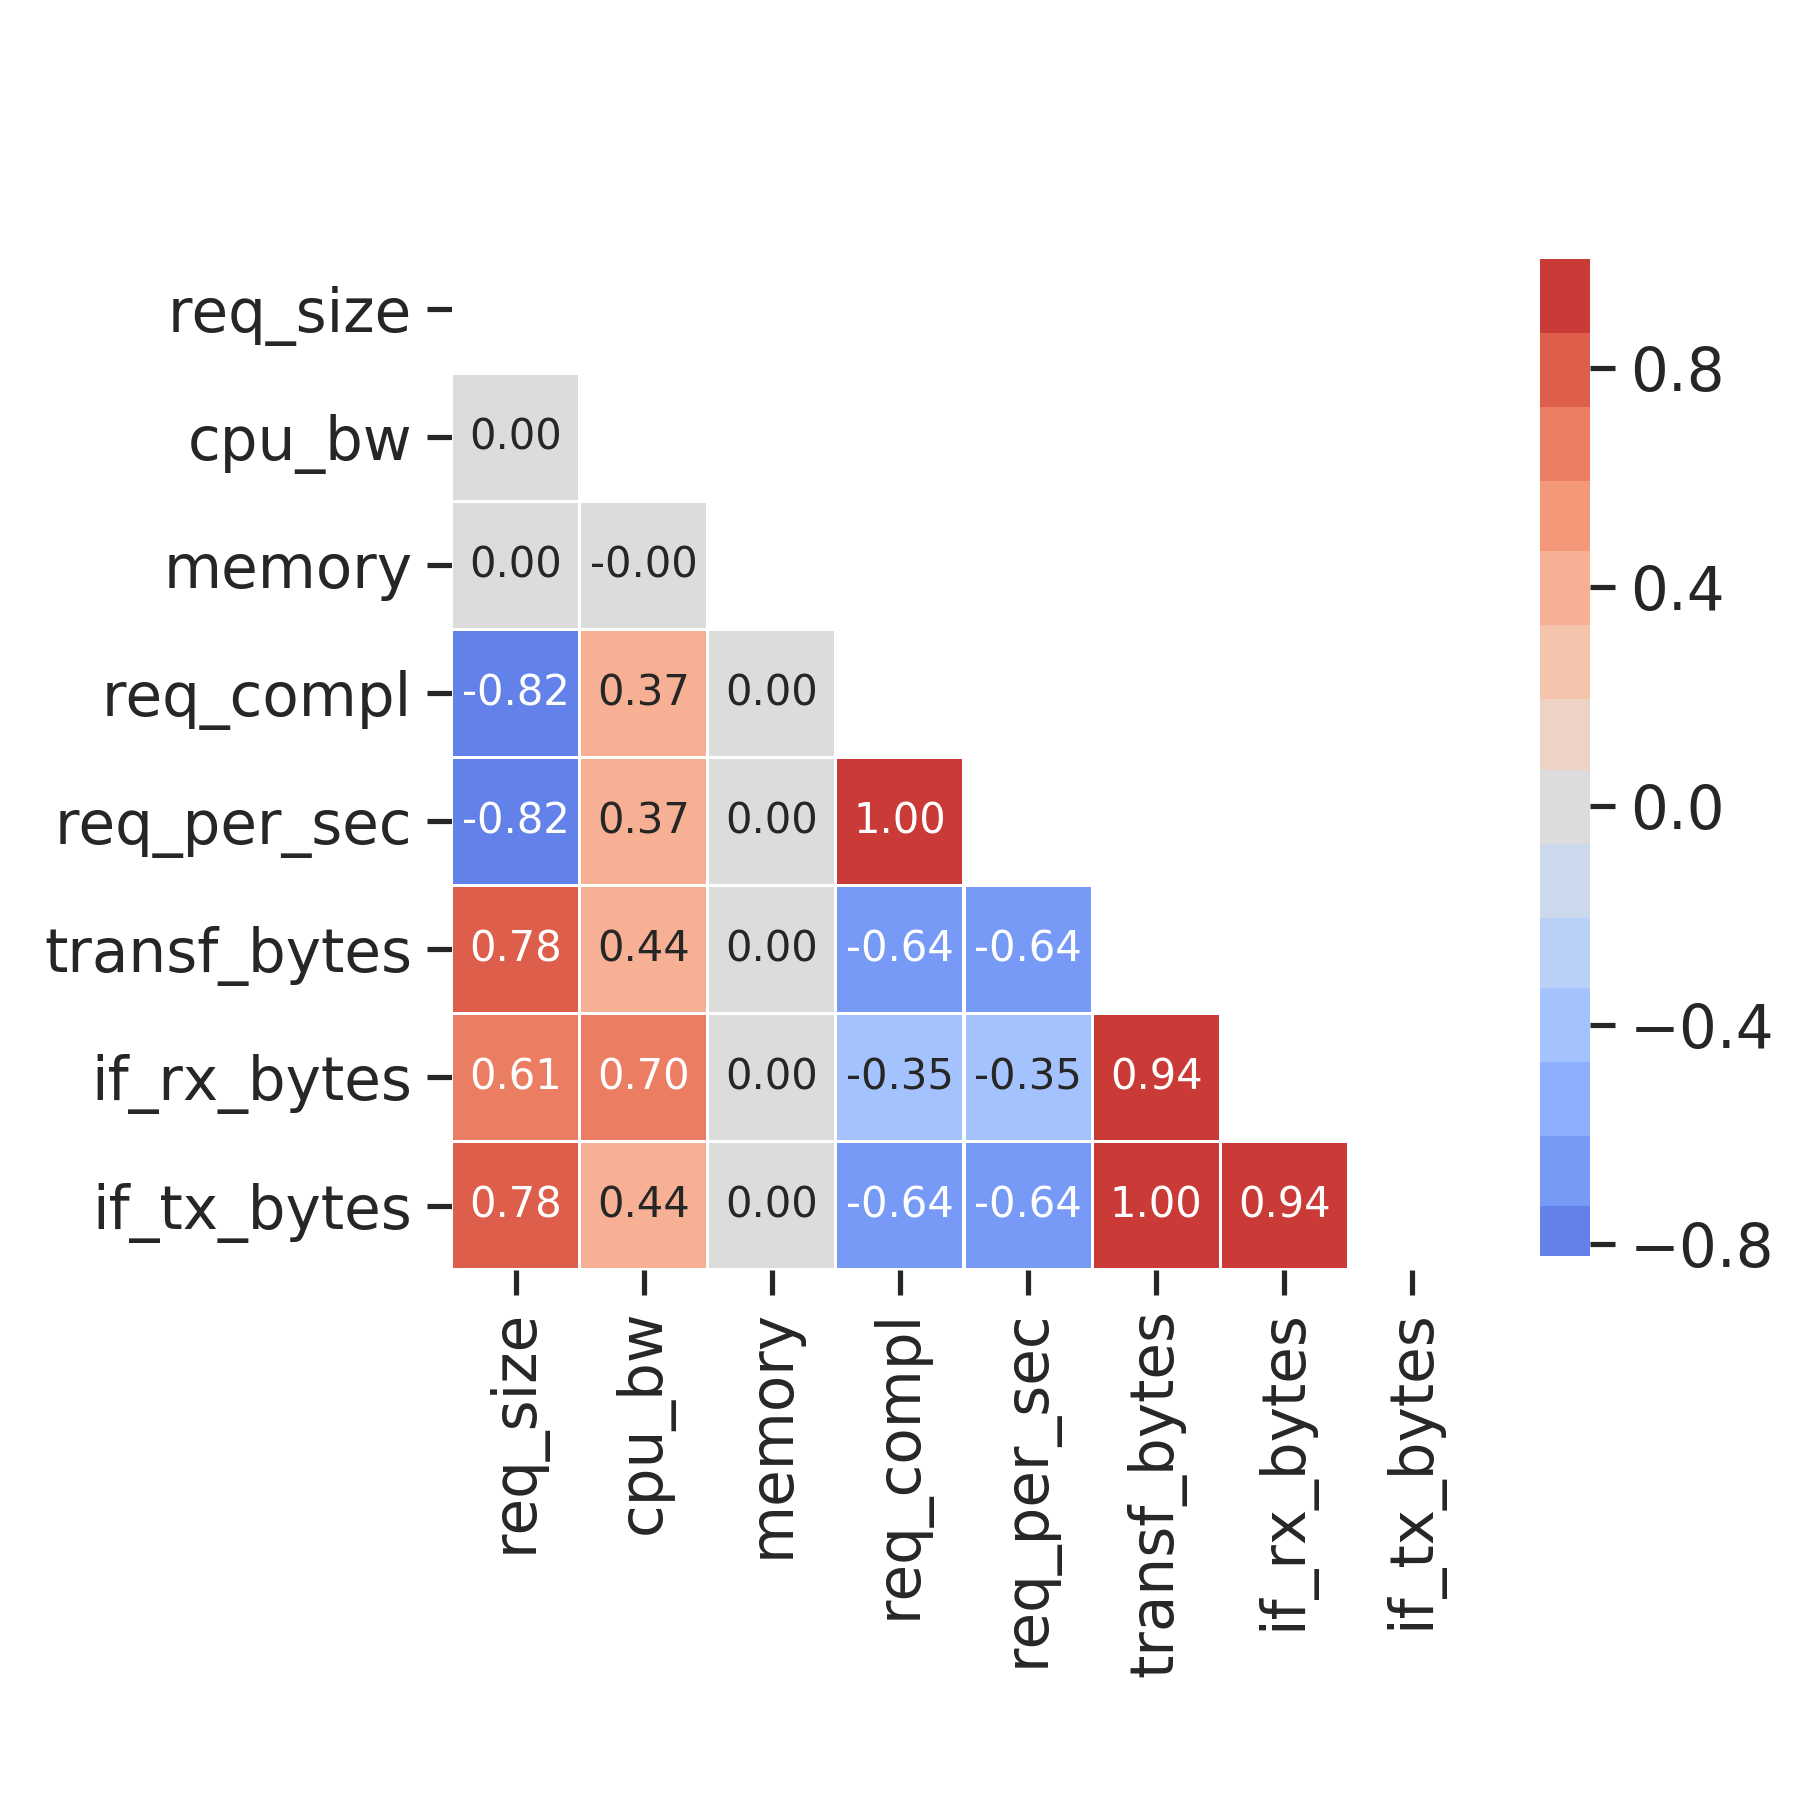 req_size
cpu_bw 0.00
memory 0.00 -0.00
req_compl -0.82 0.37 0.00
req_per_sec -0.82 0.37 0.00 1.00
transf_bytes 0.78 0.44 0.00 -0.64 -0.64
if_rx_bytes 0.61 0.70 0.00 -0.35 -0.35 0.94
if_tx_bytes 0.78 0.44 0.00 -0.64 -0.64 1.00 0.94
req_size cpu_bw memory req_compl req_per_sec transf_bytes if_rx_bytes if_tx_bytes
0.8
0.4
0.0
−0.4
−0.8